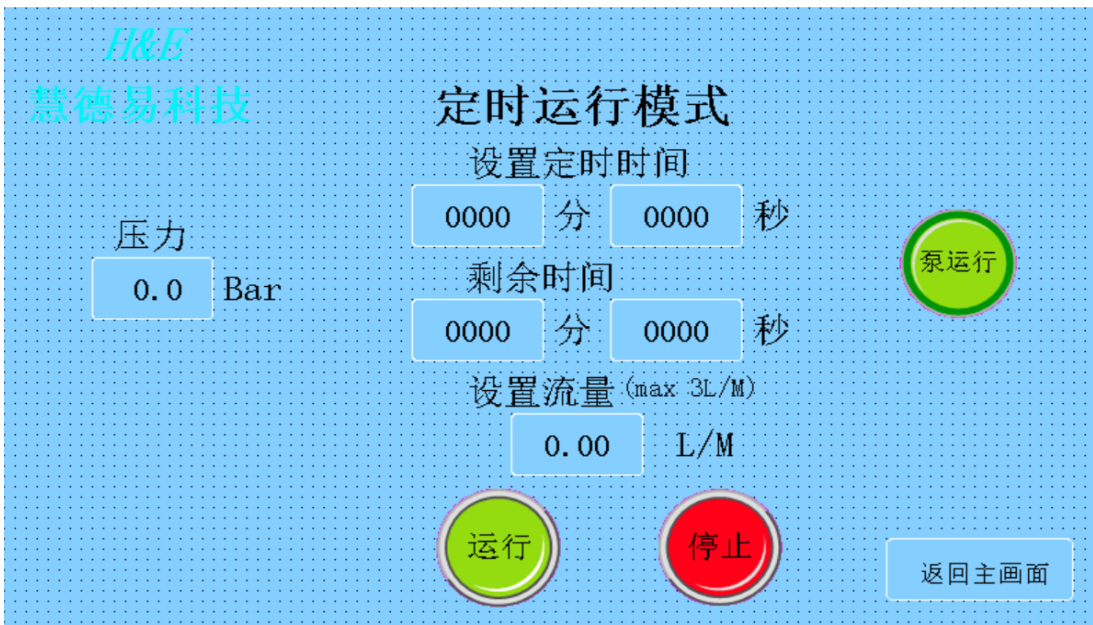 H&E
慧德易科技
定时运行模式
设置定时时间
0000 分 0000 秒
压力
0.0 Bar
泵运行
剩余时间
0000 分 0000 秒
设置流量(max 3L/M)
0.00 L/M
运行
停止
返回主画面